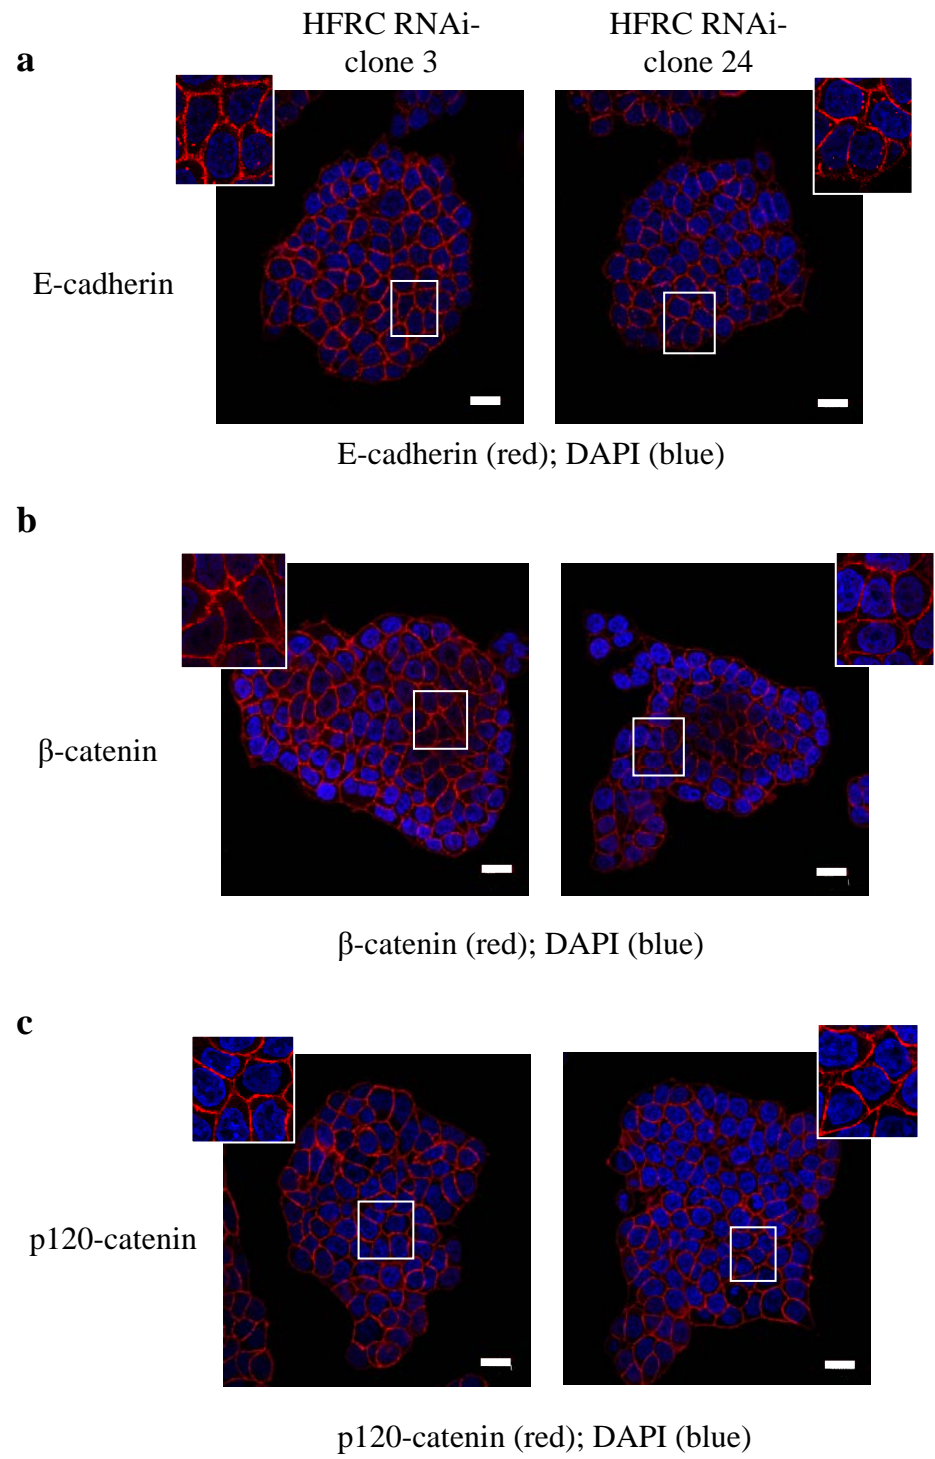 HFRC RNAi-
clone 3
HFRC RNAi-
clone 24
a
E-cadherin
E-cadherin (red); DAPI (blue)
b
β-catenin
β-catenin (red); DAPI (blue)
c
p120-catenin
p120-catenin (red); DAPI (blue)